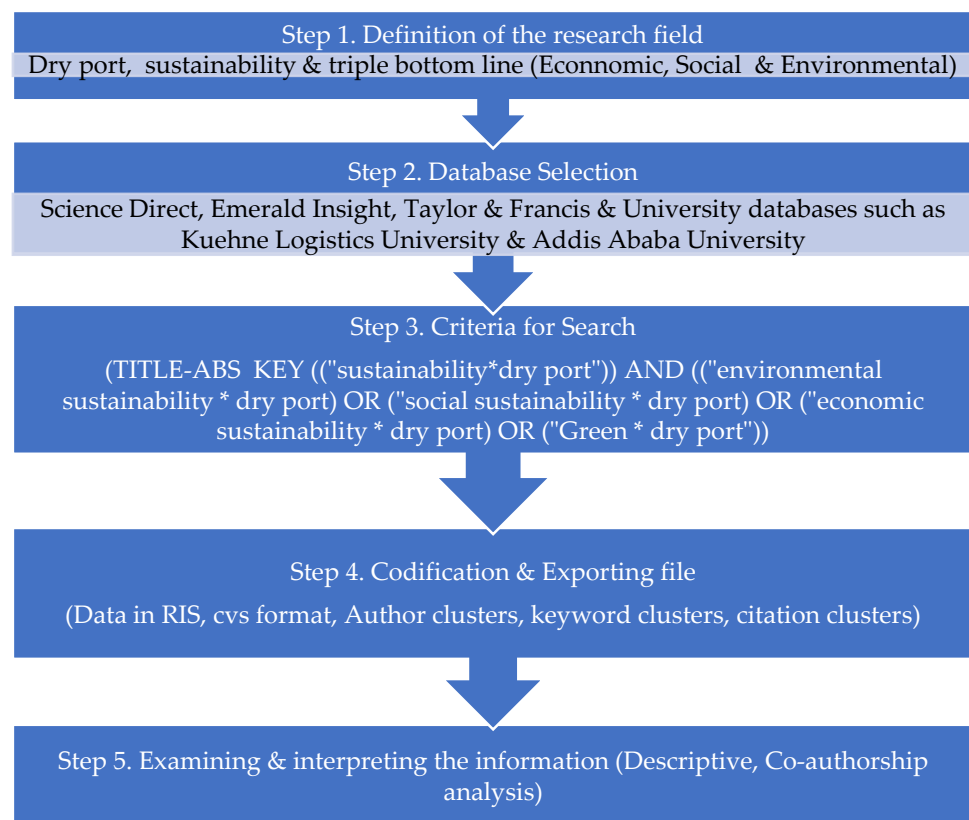 Step 1. Definition of the research field
Dry port, sustainability & triple bottom line (Econnomic, Social & Environmental)
Step 2. Database Selection
Science Direct, Emerald Insight, Taylor & Francis & University databases such as
Kuehne Logistics University & Addis Ababa University
Step 3. Criteria for Search
(TITLE-ABS KEY (("sustainability*dry port")) AND (("environmental
sustainability * dry port) OR ("social sustainability * dry port) OR ("economic
sustainability * dry port) OR ("Green * dry port"))
Step 4. Codification & Exporting file
(Data in RIS, cvs format, Author clusters, keyword clusters, citation clusters)
Step 5. Examining & interpreting the information (Descriptive, Co-authorship
analysis)